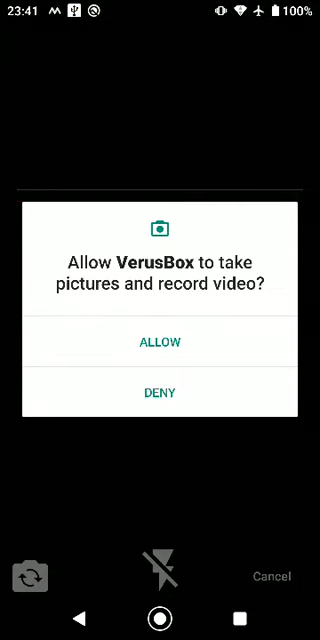 23:41
100%
Allow VerusBox to take
pictures and record video?
ALLOW
DENY
Cancel